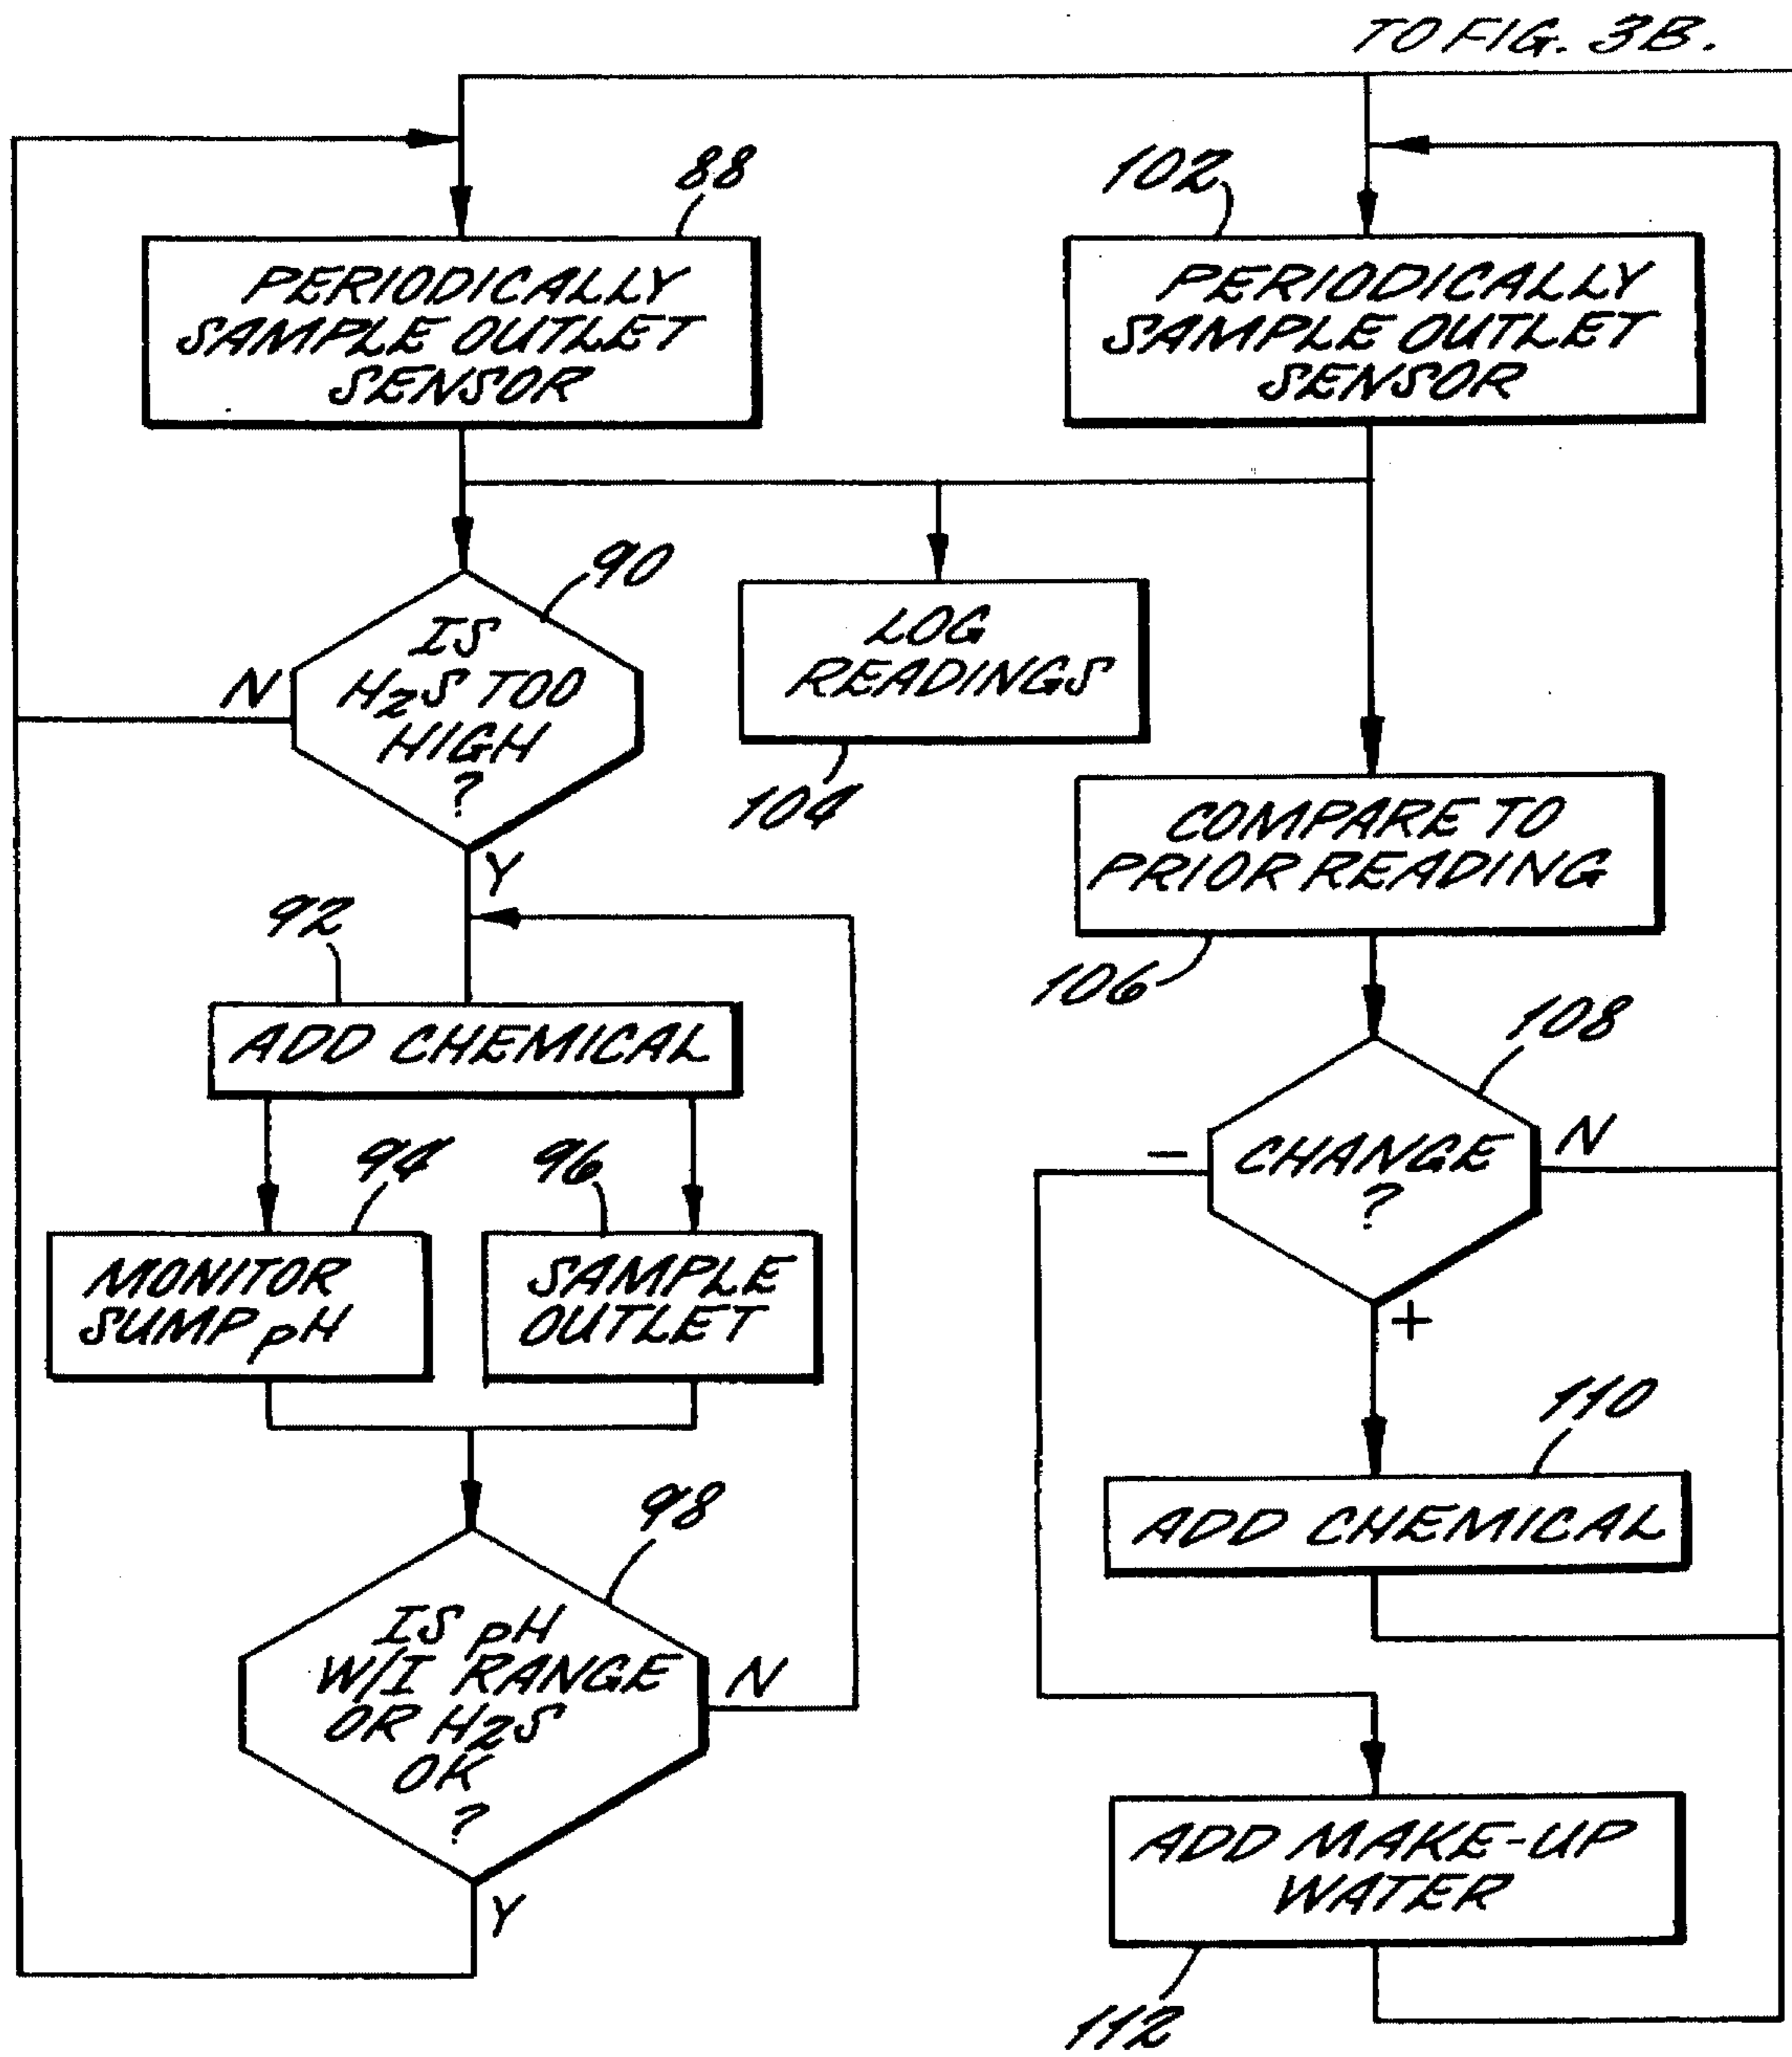 TO FIG. 3B.
88
PERIODICALLY
SAMPLE OUTLET
SENSOR
102
PERIODICALLY
SAMPLE OUTLET
SENSOR
90
IS
H2S TOO
HIGH
?
N
Y
LOG
READINGS
104
COMPARE TO
PRIOR READING
106
92
ADD CHEMICAL
108
CHANGE
?
-
N
+
94
MONITOR
SUMP pH
96
SAMPLE
OUTLET
110
ADD CHEMICAL
98
IS pH
W/I RANGE
OR H2S
OK
?
N
Y
ADD MAKE-UP
WATER
112